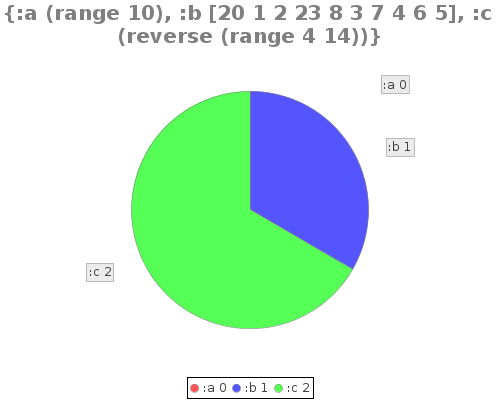 {:a (range 10), :b [20 1 2 23 8 3 7 4 6 5], :c
(reverse (range 4 14))}
:a 0
:b 1
:c 2
:a 0 :b 1 :c 2